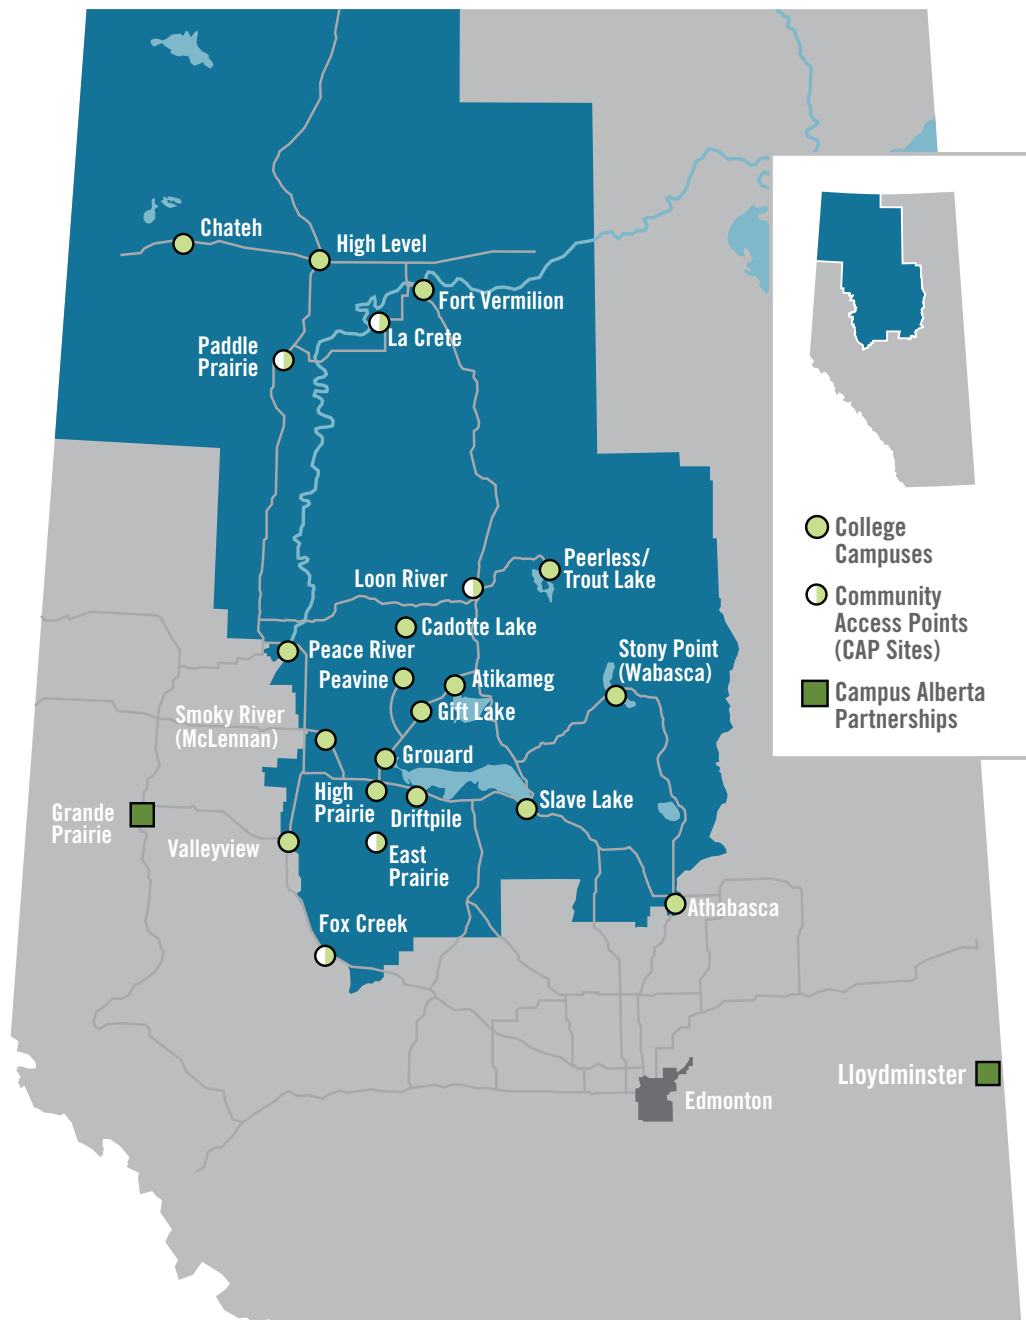 Chateh
High Level
Fort Vermilion
La Crete
Paddle
Prairie
Peerless/
Trout Lake
Loon River
Cadotte Lake
Peace River
Stony Point
(Wabasca)
Peavine
Atikameg
Gift Lake
Smoky River
(McLennan)
Grouard
High
Prairie
Driftpile
Slave Lake
Grande
Prairie
Valleyview
East
Prairie
Fox Creek
Athabasca
Lloydminster
Edmonton
College
Campuses
Community
Access Points
(CAP Sites)
Campus Alberta
Partnerships